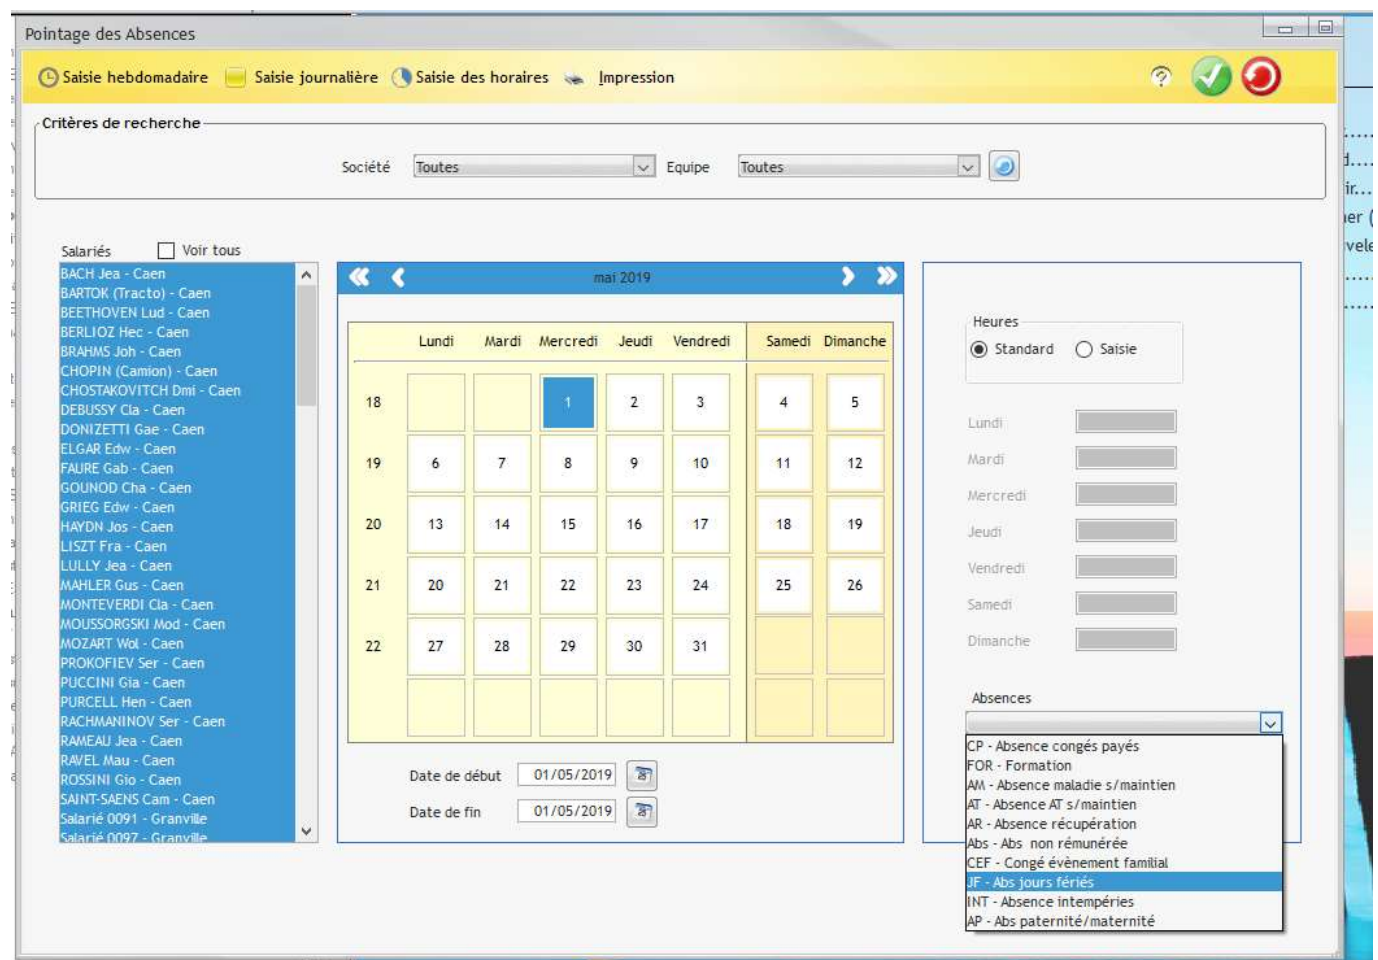 Pointage des Absences
Saisie hebdomadaire Saisie journalière Saisie des horaires Impression
Critères de recherche
Société Toutes Equipe Toutes
Salariés Voir tous
BACH Jea - Caen
BARTOK (Tracto) - Caen
BEETHOVEN Lud - Caen
BERLIOZ Hec - Caen
BRAHMS Joh - Caen
CHOPIN (Camion) - Caen
CHOSTAKOVITCH Dmi - Caen
DEBUSSY Cla - Caen
DONIZETTI Gae - Caen
ELGAR Edw - Caen
FAURE Gab - Caen
GOUNOD Cha - Caen
GRIEG Edw - Caen
HAYDN Jos - Caen
LISZT Fra - Caen
LULLY Jea - Caen
MAHLER Gus - Caen
MONTEVERDI Cla - Caen
MOUSSORGSKI Mod - Caen
MOZART Wol - Caen
PROKOFIEV Ser - Caen
PUCCINI Gia - Caen
PURCELL Hen - Caen
RACHMANINOV Ser - Caen
RAMEAU Jea - Caen
RAVEL Mau - Caen
ROSSINI Gio - Caen
SAINT-SAENS Cam - Caen
Salarié 0091 - Granville
Salarié 0097 - Granville
mai 2019
Lundi Mardi Mercredi Jeudi Vendredi Samedi Dimanche
18 1 2 3 4 5
19 6 7 8 9 10 11 12
20 13 14 15 16 17 18 19
21 20 21 22 23 24 25 26
22 27 28 29 30 31
Date de début 01/05/2019
Date de fin 01/05/2019
Heures
Standard Saisie
Lundi
Mardi
Mercredi
Jeudi
Vendredi
Samedi
Dimanche
Absences
CP - Absence congés payés
FOR - Formation
AM - Absence maladie s/maintien
AT - Absence AT s/maintien
AR - Absence récupération
Abs - Abs non rémunérée
CEF - Congé évènement familial
JF - Abs jours fériés
INT - Absence intempéries
AP - Abs paternité/maternité